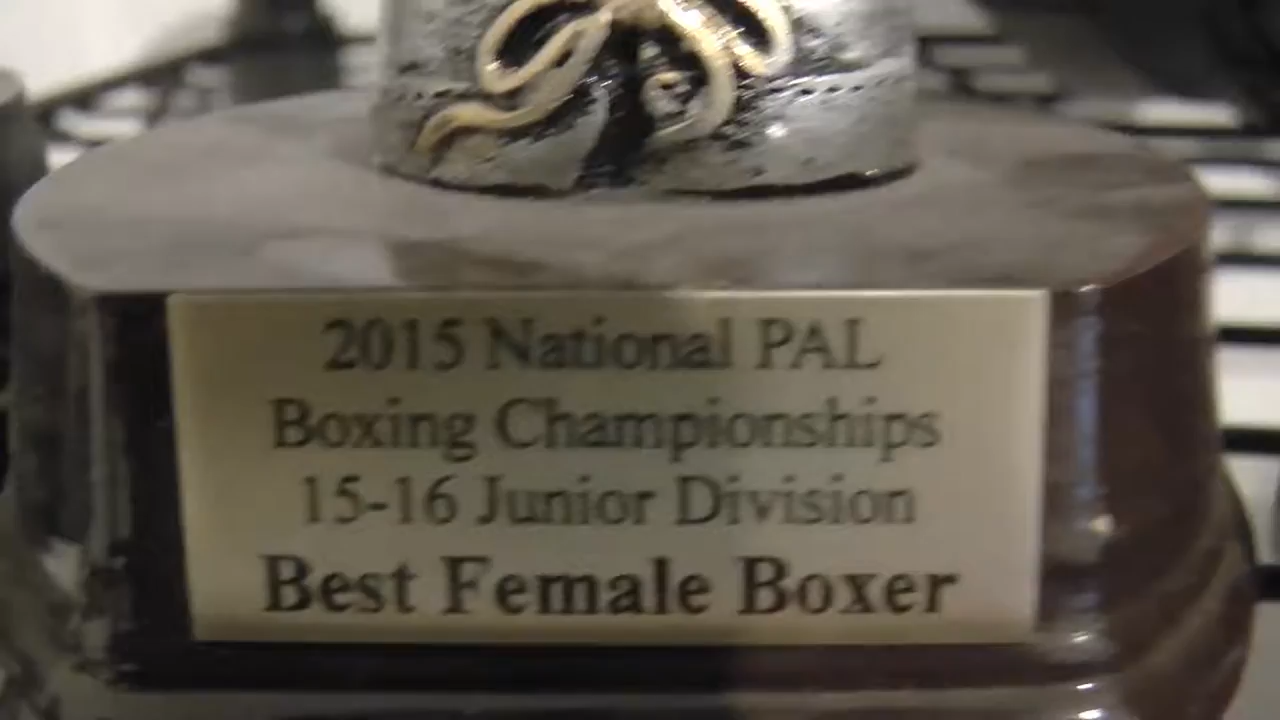 2015 National PAL
Boxing Championships
15-16 Junior Division
Best Female Boxer